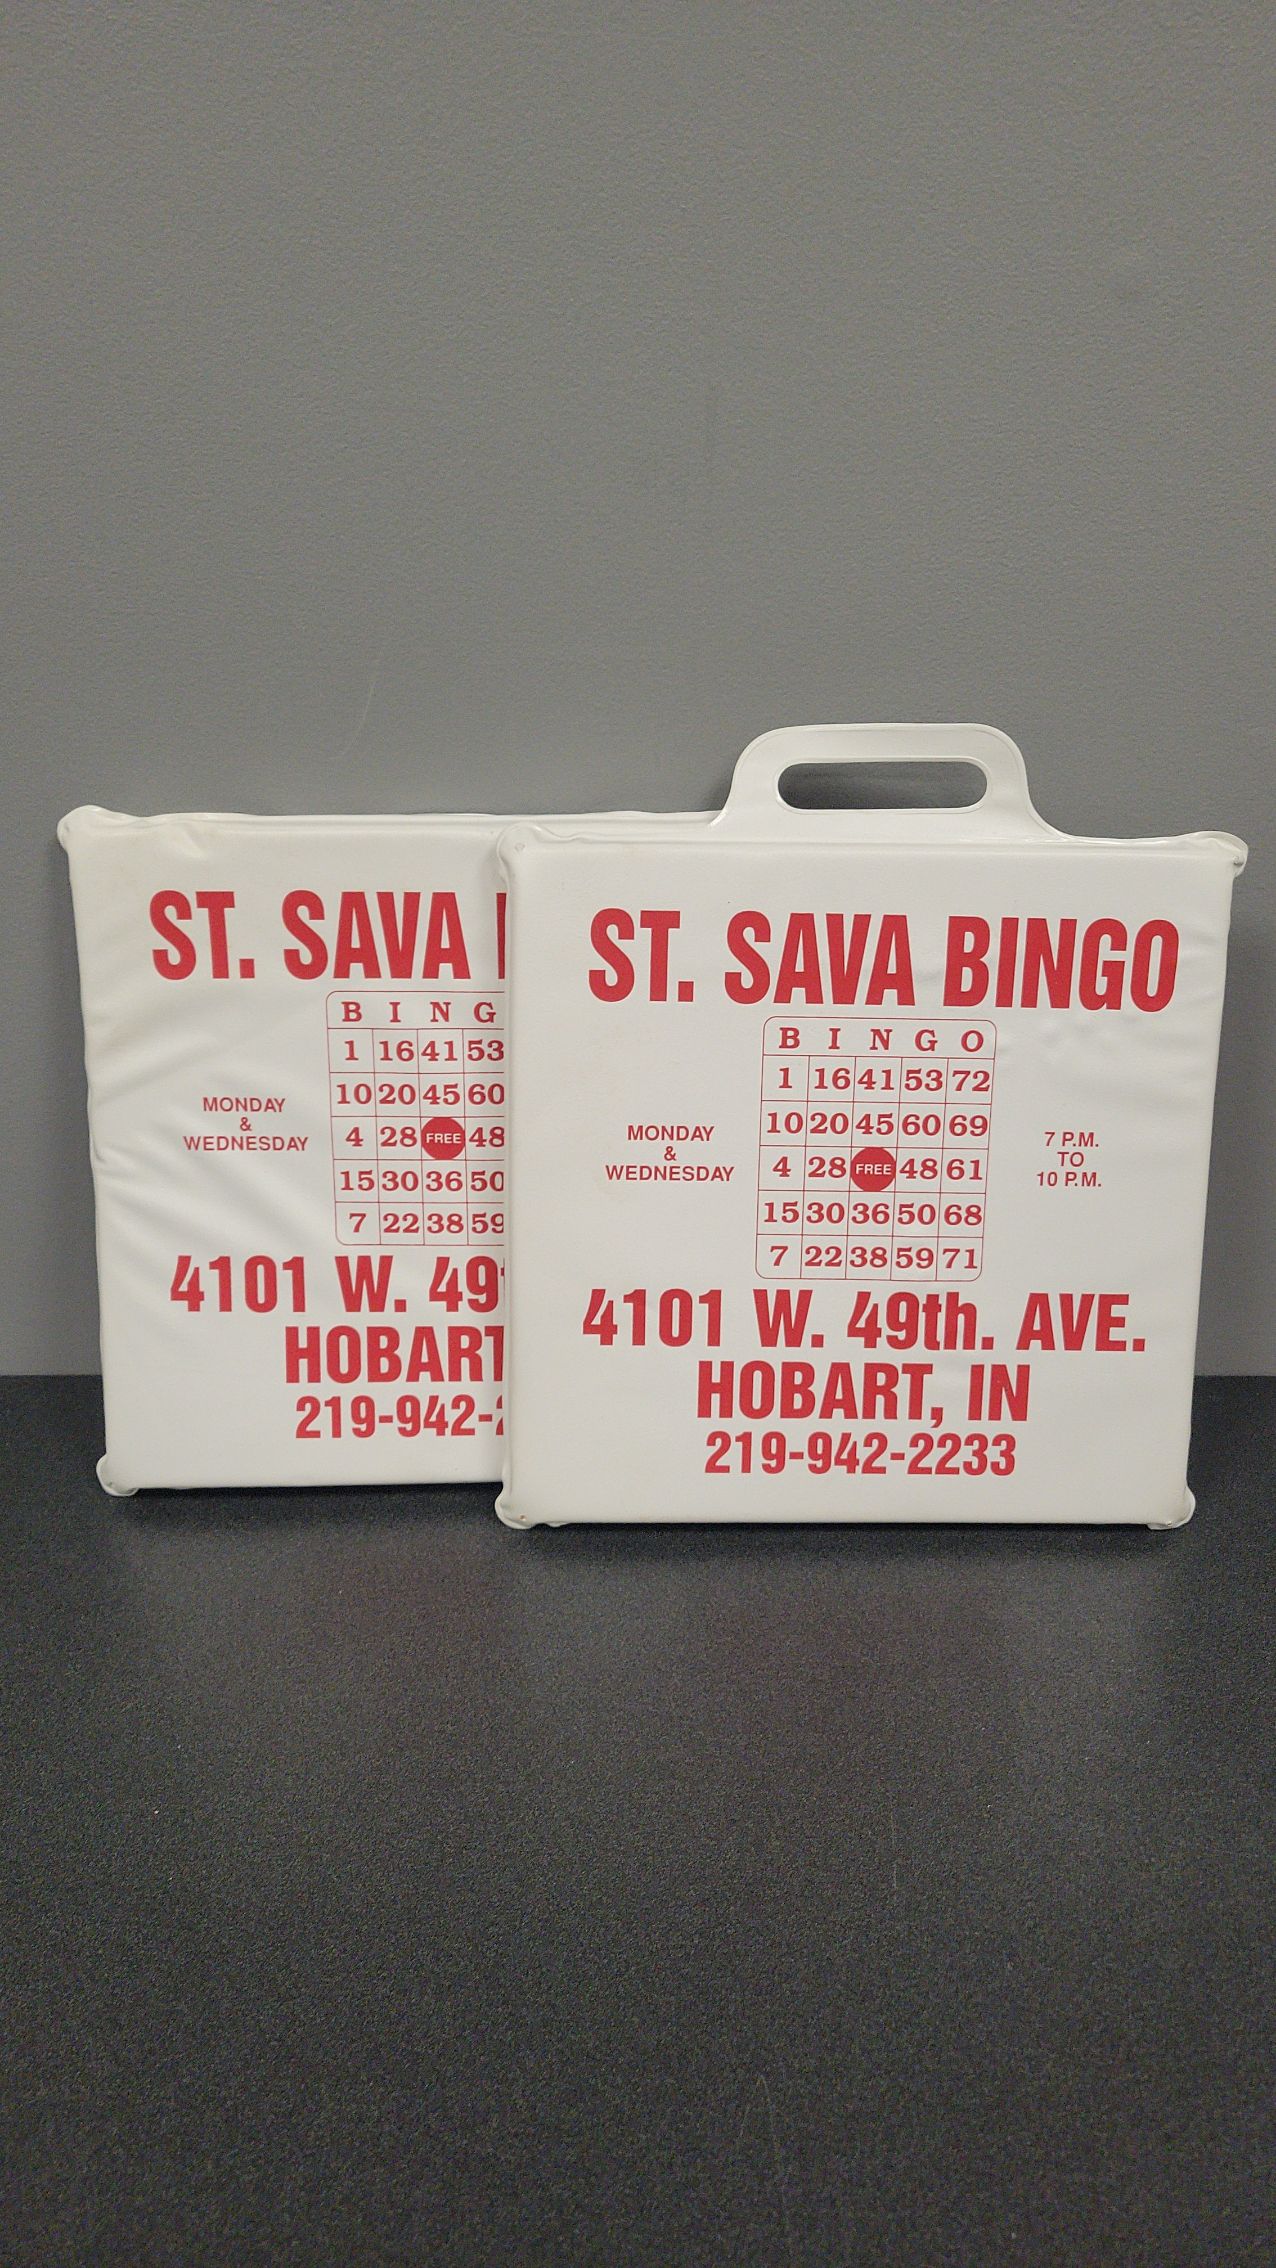 ST. SAVA
B I N G
1 16 41 53
10 20 45 60
MONDAY
&
WEDNESDAY
4 28 FREE 48
15 30 36 50
7 22 38 59
4101 W. 49
HOBART
219-942-
ST. SAVA BINGO
B I N G O
1 16 41 53 72
10 20 45 60 69
MONDAY
&
WEDNESDAY
4 28 FREE 48 61
7 P.M.
TO
10 P.M.
15 30 36 50 68
7 22 38 59 71
4101 W. 49th. AVE.
HOBART, IN
219-942-2233